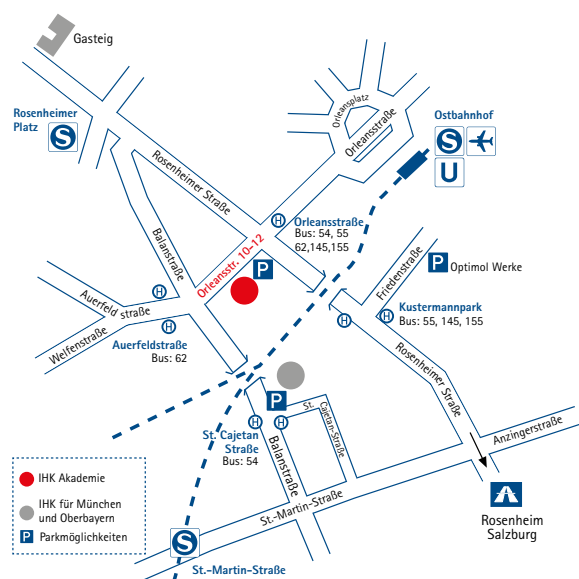 Gasteig
Rosenheimer
Platz
S
Rosenheimer Straße
Orleansplatz
Orleansstraße
Ostbahnhof
S
U
H
Orleansstraße
Bus: 54, 55
62,145,155
Orleansstr. 10-12
P
Balanstraße
Friedenstraße
P
Optimol Werke
H
Auerfeldstraße
Welfenstraße
H
Auerfeldstraße
Bus: 62
H
H
Kustermannpark
Bus: 55, 145, 155
Rosenheimer Straße
P
St.
Cajetan-Straße
H
H
St. Cajetan
Straße
Bus: 54
Balanstraße
Anzingerstraße
St.-Martin-Straße
Rosenheim
Salzburg
IHK Akademie
IHK für München
und Oberbayern
P Parkmöglichkeiten
S
St.-Martin-Straße